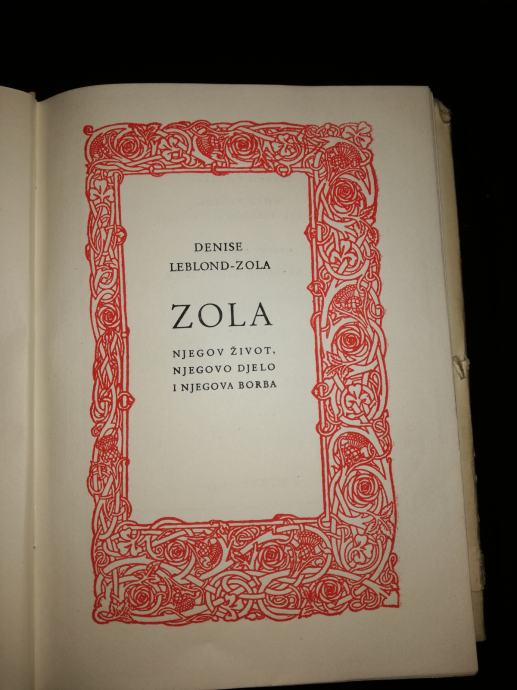 DENISE
LEBLOND-ZOLA
ZOLA
NJEGOV ŽIVOT,
NJEGOVO DJELO
I NJEGOVA BORBA